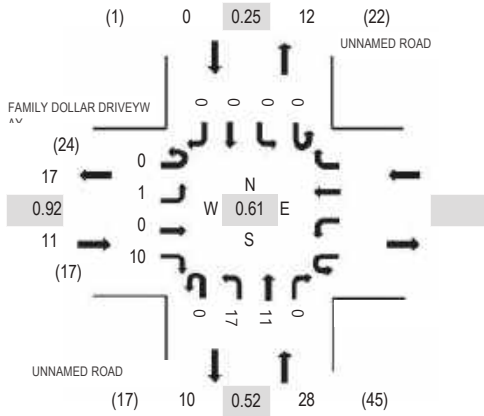 (1) 0 0.25 12 (22)
UNNAMED ROAD
0 0 0 0
FAMILY DOLLAR DRIVEYW
AY
(24)
17
0
1
N
0.92
W 0.61 E
0
11
S
10
(17)
0 17 11 0
UNNAMED ROAD
(17) 10 0.52 28 (45)